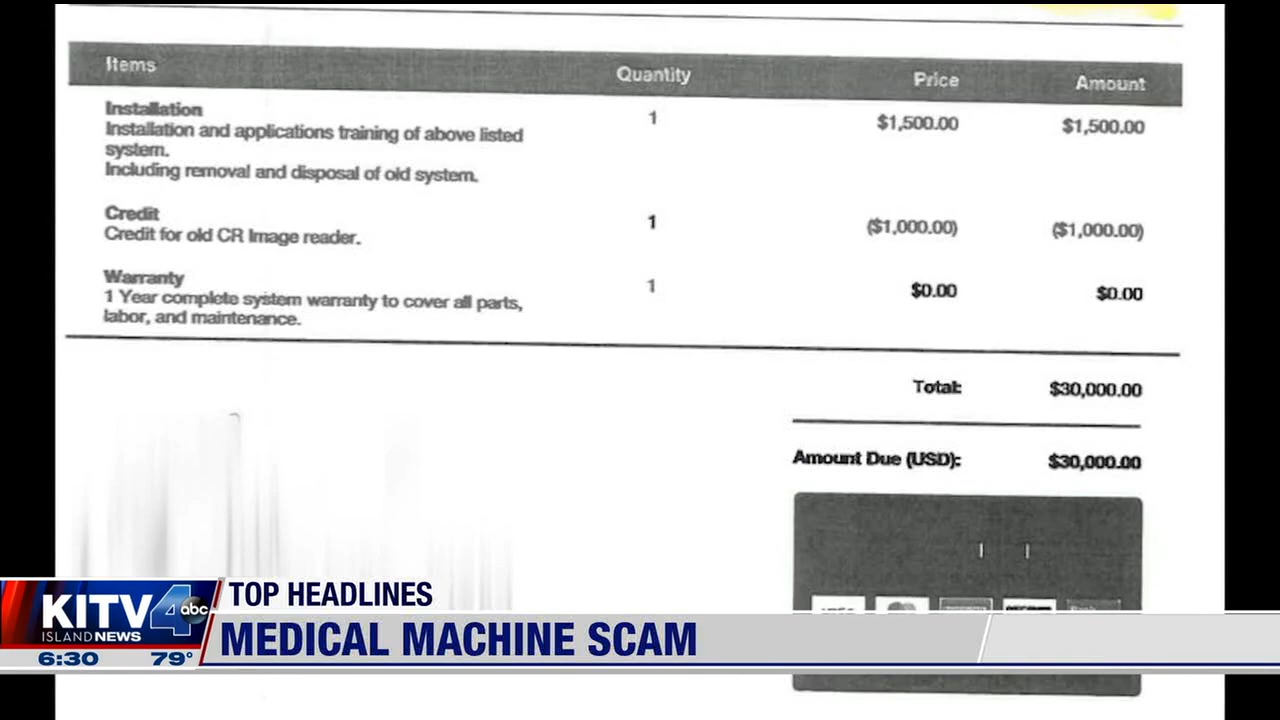 Items Quantity Price Amount
Installation 1 $1,500.00 $1,500.00
Installation and applications training of above listed
system.
Including removal and disposal of old system.
Credit 1 ($1,000.00) ($1,000.00)
Credit for old CR Image reader.
Warranty 1 $0.00 $0.00
1 Year complete system warranty to cover all parts,
labor, and maintenance.
Total: $30,000.00
Amount Due (USD): $30,000.00
KITV 4 abc
ISLAND NEWS
6:30 79°
TOP HEADLINES
MEDICAL MACHINE SCAM